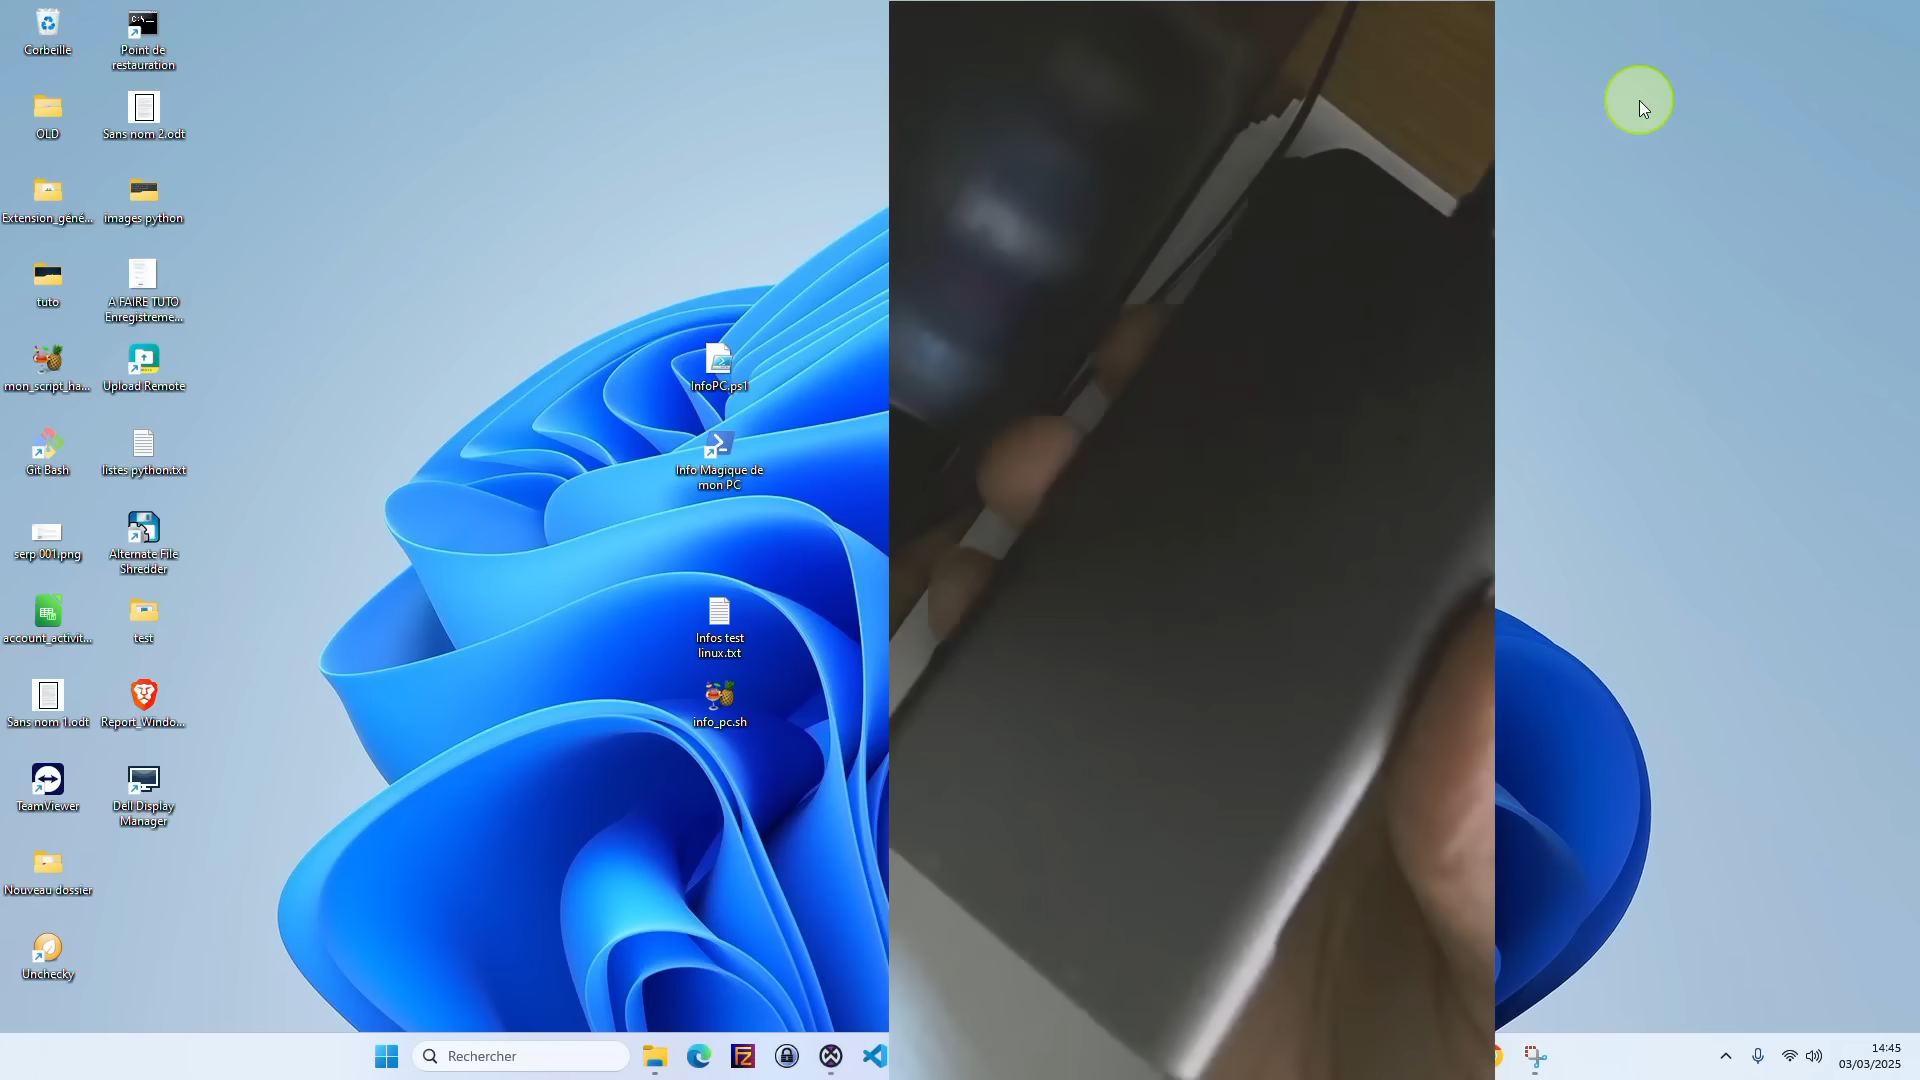 Corbeille
Point de
restauration
OLD
Sans nom 2.odt
Extension_géné...
images python
tuto
A FAIRE TUTO
Enregistreme...
mon_script_ha...
Upload Remote
Git Bash
listes python.txt
serp 001.png
Alternate File
Shredder
account_activit...
test
Sans nom 1.odt
Report_Windo...
TeamViewer
Dell Display
Manager
Nouveau dossier
Unchecky
InfoPC.ps1
Info Magique de
mon PC
Infos test
linux.txt
info_pc.sh
Rechercher
FZ
14:45
03/03/2025